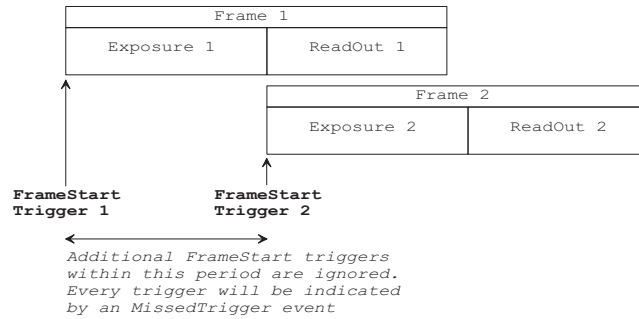 Frame 1
Exposure 1 ReadOut 1
Frame 2
Exposure 2 ReadOut 2
FrameStart FrameStart
Trigger 1 Trigger 2
Additional FrameStart triggers
within this period are ignored.
Every trigger will be indicated
by an MissedTrigger event